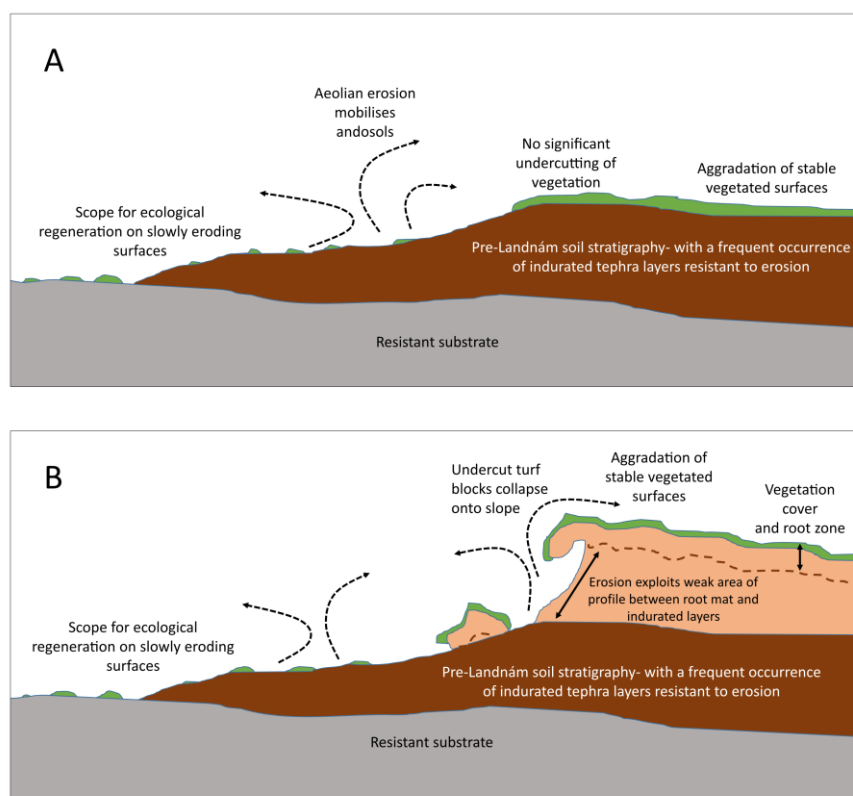 A
Aeolian erosion
mobilises
andosols
No significant
undercutting of
vegetation
Aggradation of stable
vegetated surfaces
Scope for ecological
regeneration on slowly eroding
surfaces
Pre-Landnám soil stratigraphy- with a frequent occurrence
of indurated tephra layers resistant to erosion
Resistant substrate
B
Undercut turf
blocks collapse
onto slope
Aggradation of
stable vegetated
surfaces
Vegetation
cover
and root zone
Erosion exploits weak area of
profile between root mat and
indurated layers
Scope for ecological
regeneration on slowly eroding
surfaces
Pre-Landnám soil stratigraphy- with a frequent occurrence
of indurated tephra layers resistant to erosion
Resistant substrate